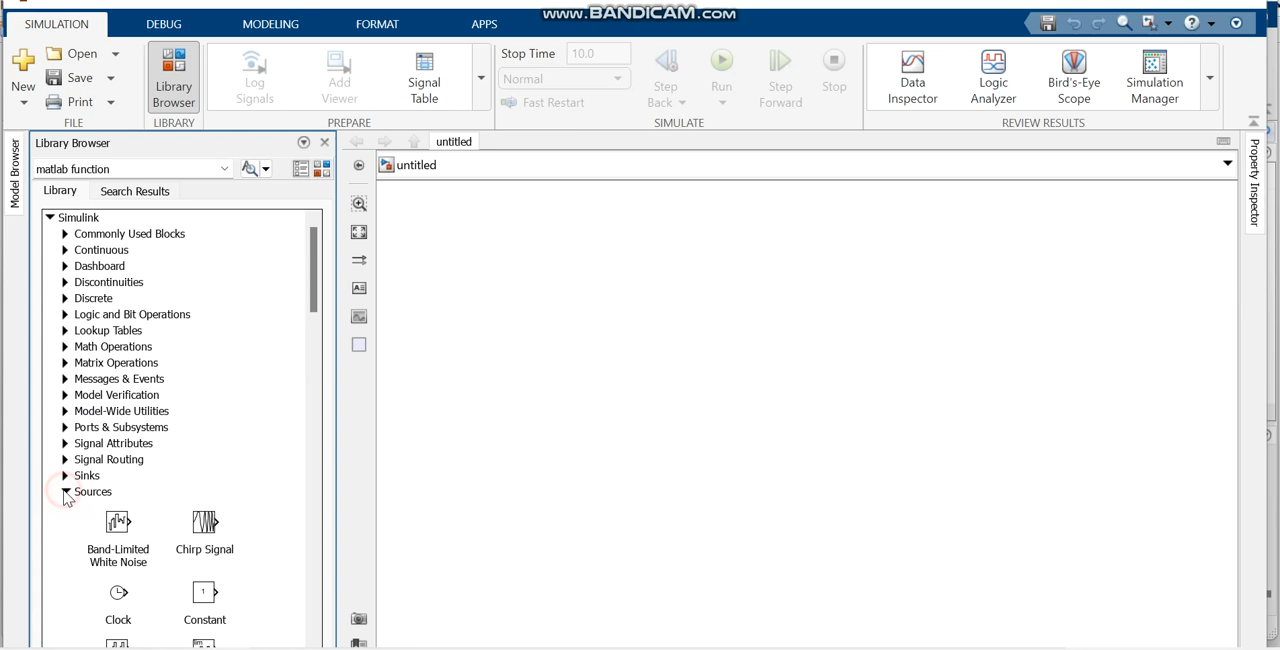 www.BANDICAM.com
SIMULATION DEBUG MODELING FORMAT APPS
New
Open
Save
Print
FILE
Library
Browser
LIBRARY
Log
Signals
Add
Viewer
Signal
Table
PREPARE
Stop Time 10.0
Normal
Fast Restart
Step
Back
Run
Step
Forward
Stop
SIMULATE
Data
Inspector
Logic
Analyzer
Bird's-Eye
Scope
Simulation
Manager
REVIEW RESULTS
Model Browser
Library Browser
matlab function
Library Search Results
Simulink
Commonly Used Blocks
Continuous
Dashboard
Discontinuities
Discrete
Logic and Bit Operations
Lookup Tables
Math Operations
Matrix Operations
Messages & Events
Model Verification
Model-Wide Utilities
Ports & Subsystems
Signal Attributes
Signal Routing
Sinks
Sources
Band-Limited
White Noise
Chirp Signal
Clock
1
Constant
untitled
untitled
Property Inspector